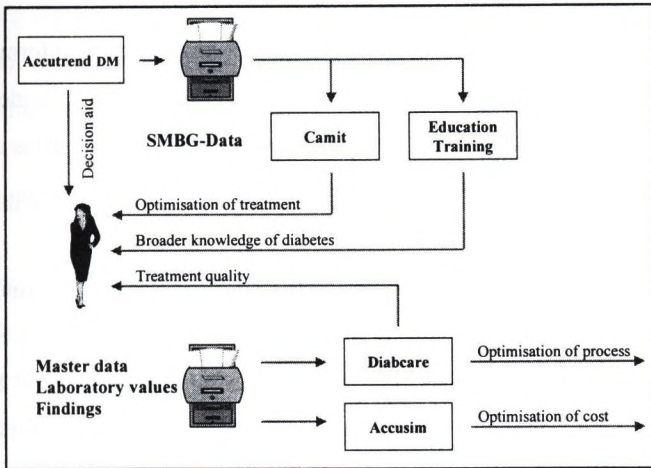 Accutrend DM
SMBG-Data
Camit
Education
Training
Decision aid
Optimisation of treatment
Broader knowledge of diabetes
Treatment quality
Master data
Laboratory values
Findings
Diabcare
Optimisation of process
Accusim
Optimisation of cost